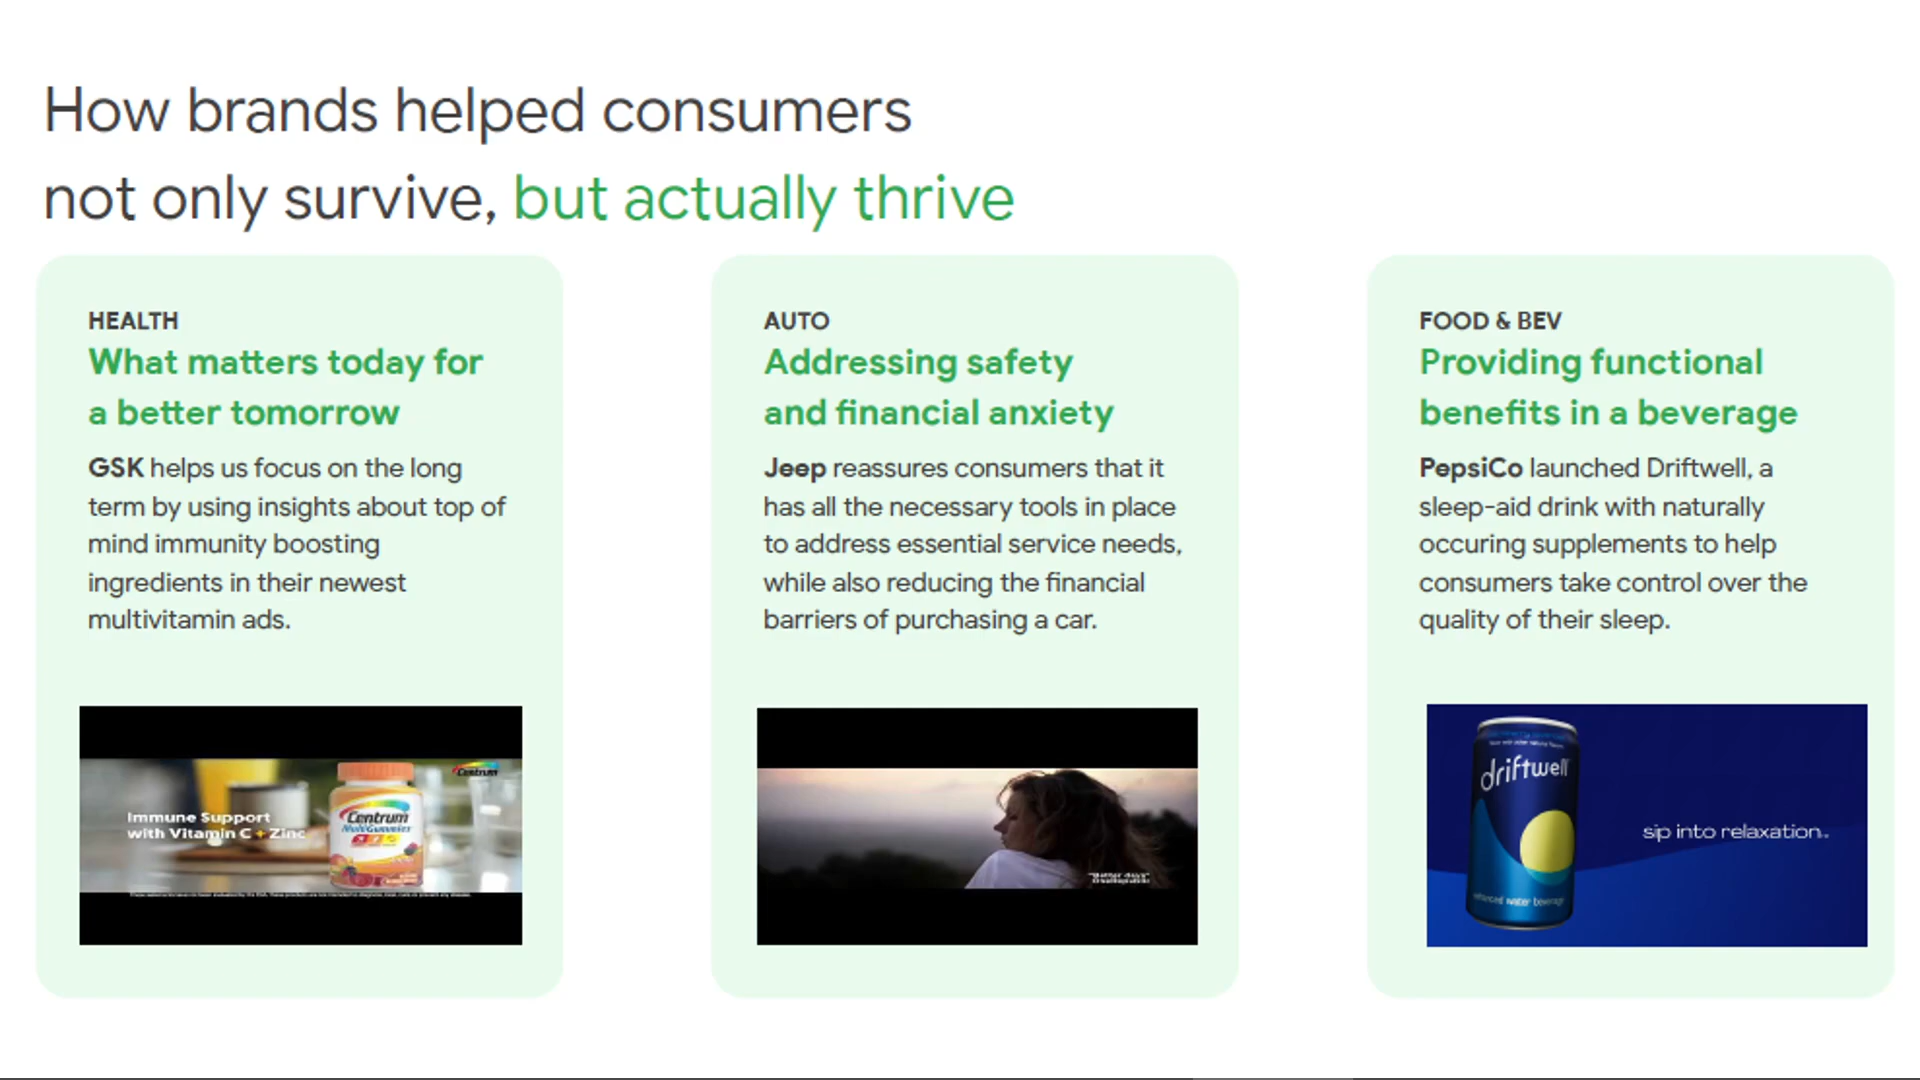 How brands helped consumers
not only survive, but actually thrive
HEALTH
What matters today for
a better tomorrow
GSK helps us focus on the long
term by using insights about top of
mind immunity boosting
ingredients in their newest
multivitamin ads.
Centrum
Immune Support
with Vitamin C + Zinc
Centrum
MultiGummies
AUTO
Addressing safety
and financial anxiety
Jeep reassures consumers that it
has all the necessary tools in place
to address essential service needs,
while also reducing the financial
barriers of purchasing a car.
FOOD & BEV
Providing functional
benefits in a beverage
PepsiCo launched Driftwell, a
sleep-aid drink with naturally
occuring supplements to help
consumers take control over the
quality of their sleep.
driftwell
enhanced water beverage
sip into relaxation.